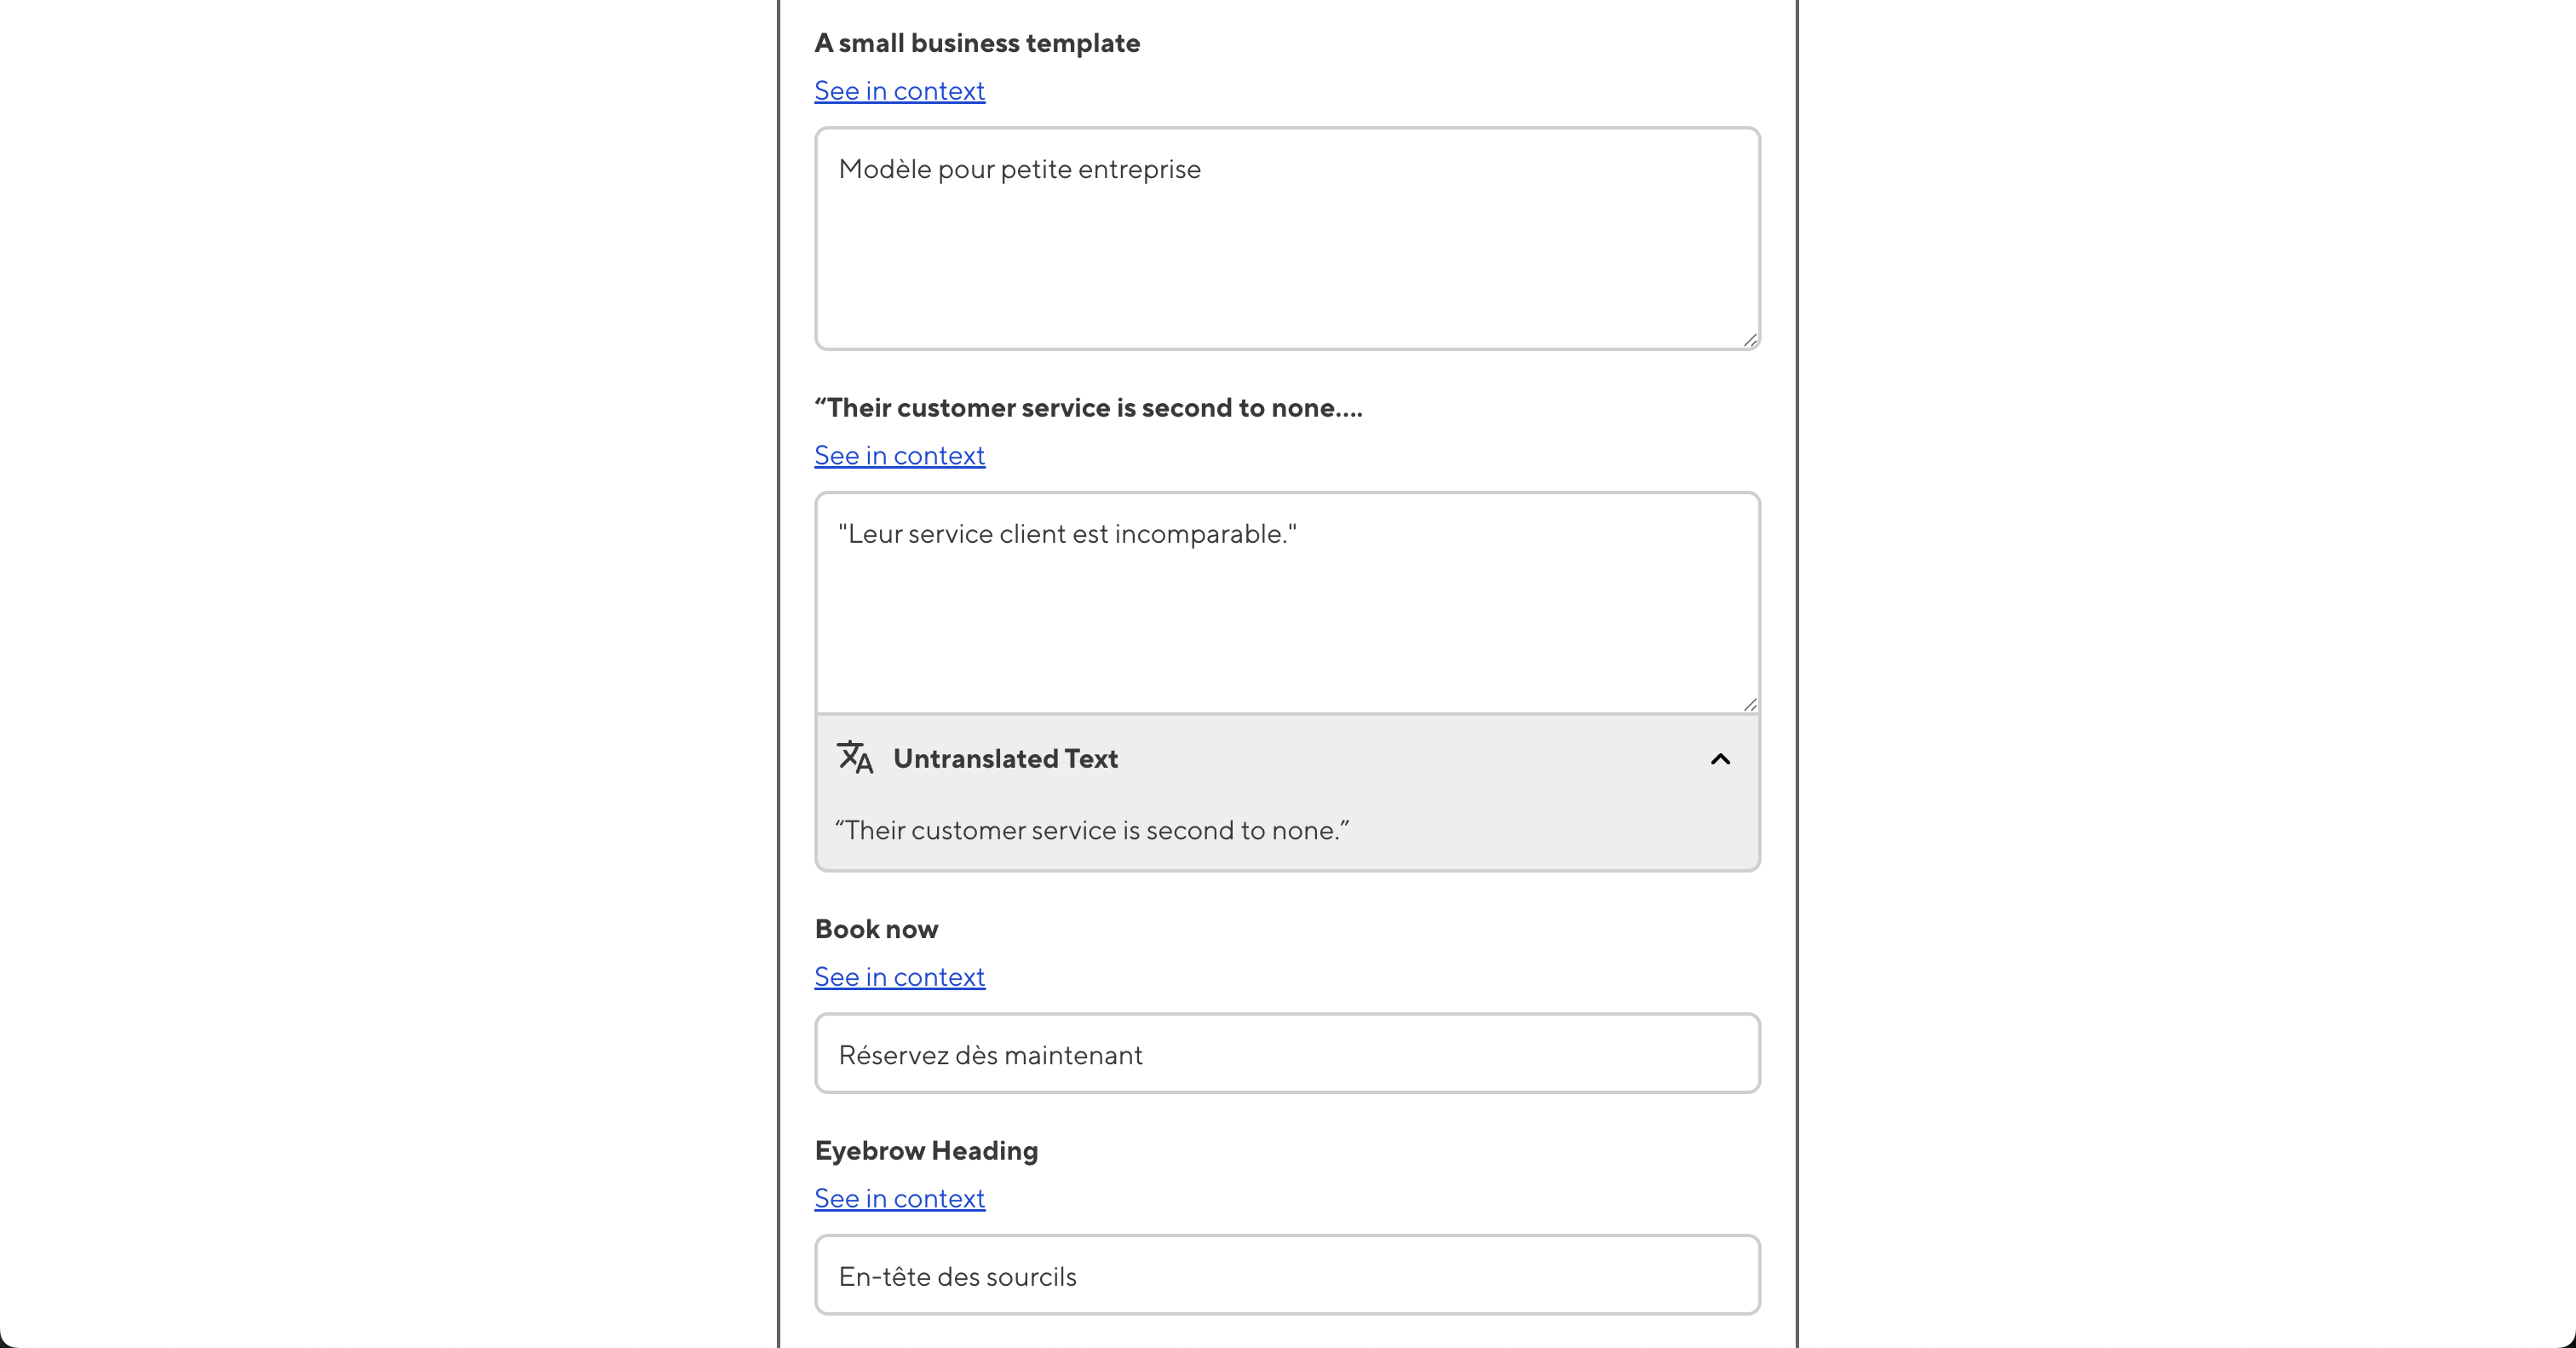 A small business template
See in context
Modèle pour petite entreprise
“Their customer service is second to none....
See in context
"Leur service client est incomparable."
Untranslated Text
“Their customer service is second to none.”
Book now
See in context
Réservez dès maintenant
Eyebrow Heading
See in context
En-tête des sourcils